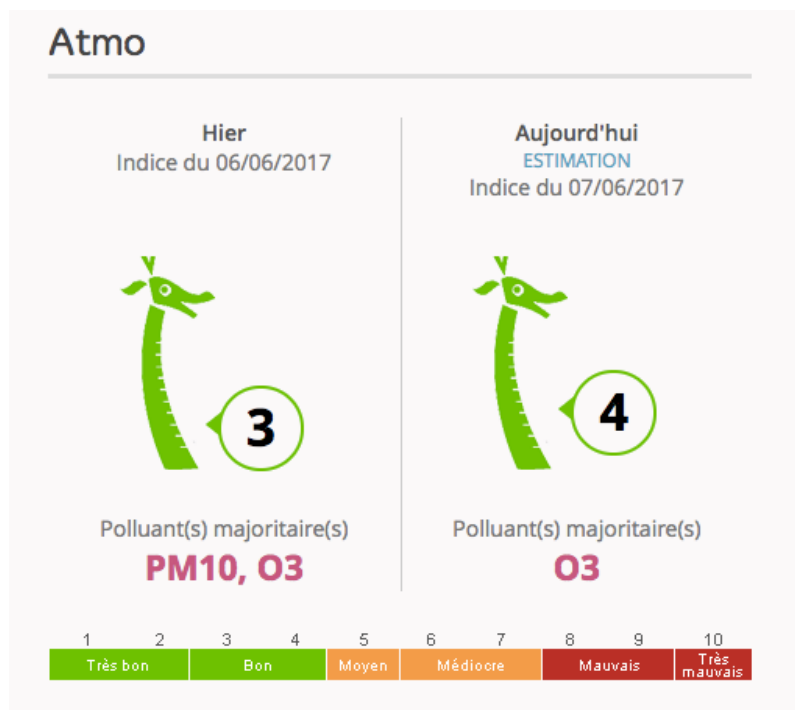 Atmo
Hier
Indice du 06/06/2017
3
Polluant(s) majoritaire(s)
PM10, O3
Aujourd'hui
ESTIMATION
Indice du 07/06/2017
4
Polluant(s) majoritaire(s)
O3
1 2 3 4 5 6 7 8 9 10
Très bon Bon Moyen Médiocre Mauvais Très mauvais